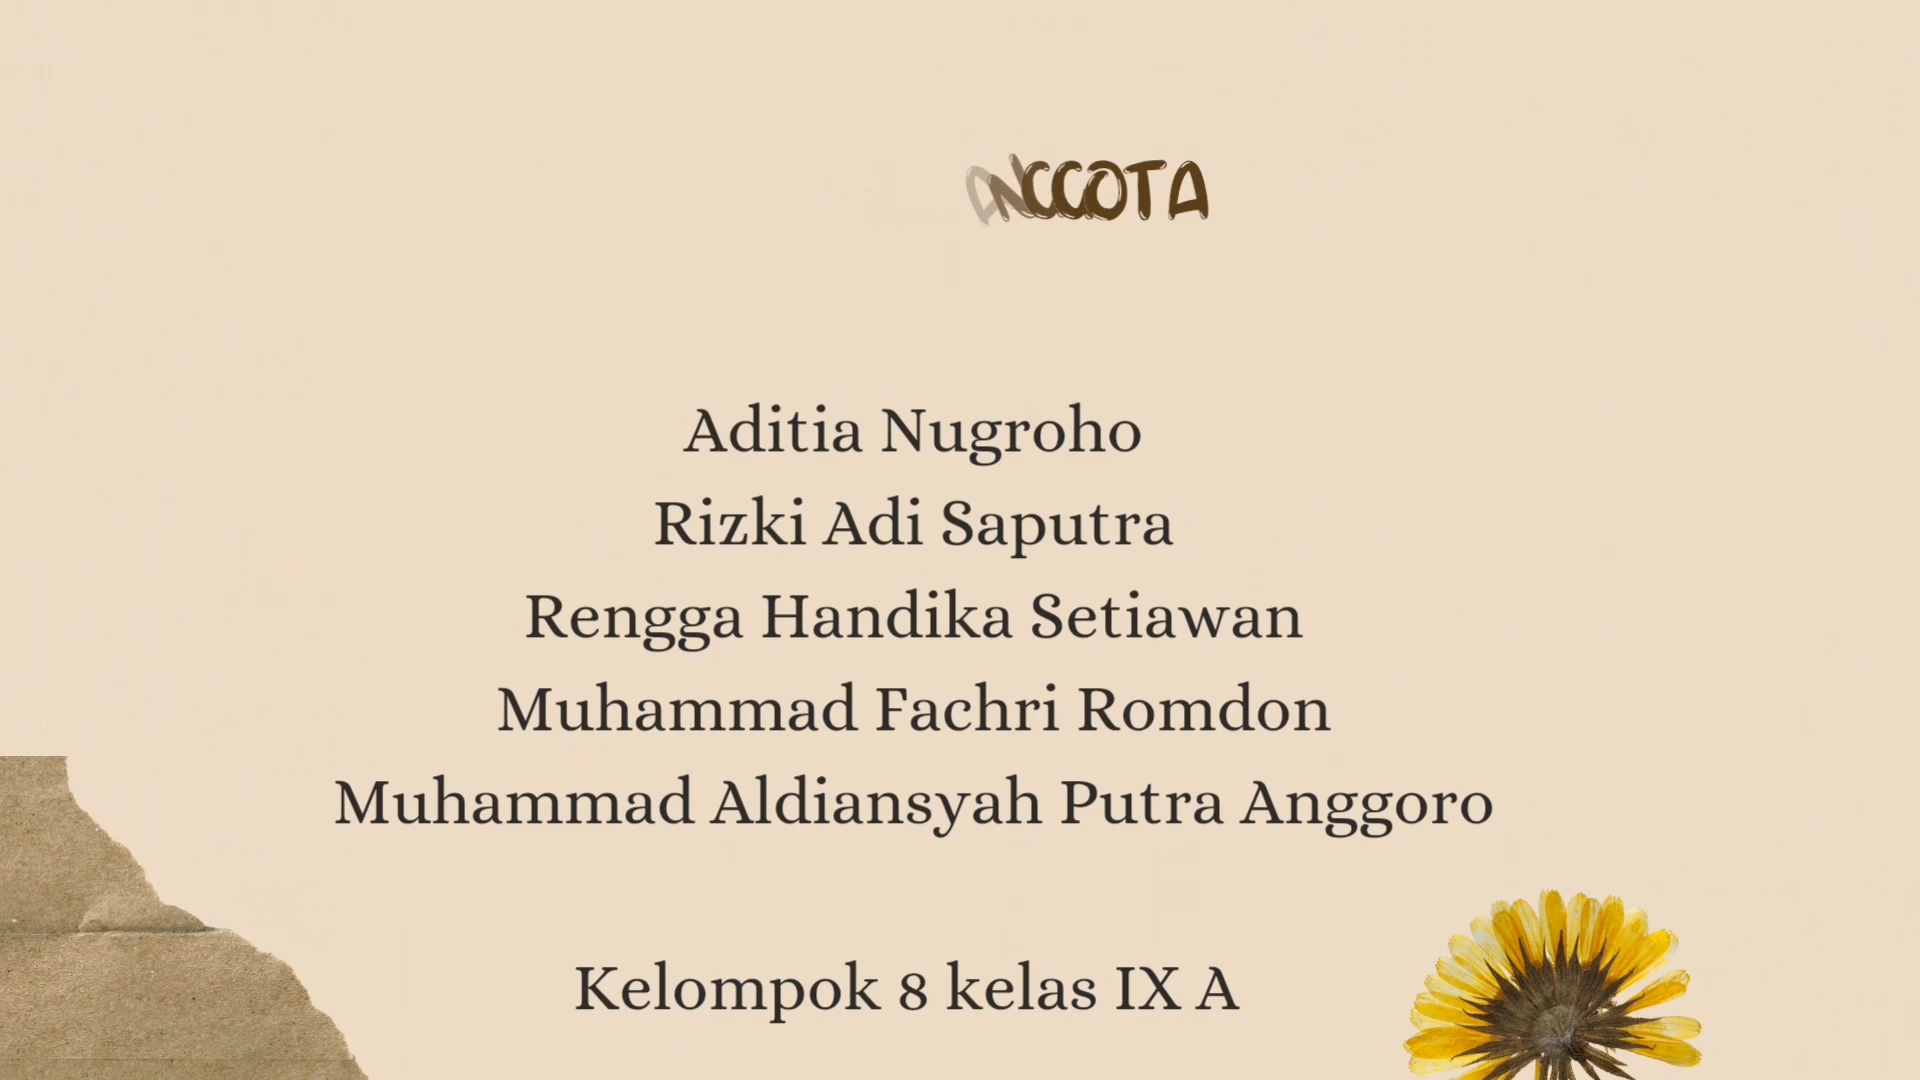 ANGGOTA
Aditia Nugroho
Rizki Adi Saputra
Rengga Handika Setiawan
Muhammad Fachri Romdon
Muhammad Aldiansyah Putra Anggoro
Kelompok 8 kelas IX A